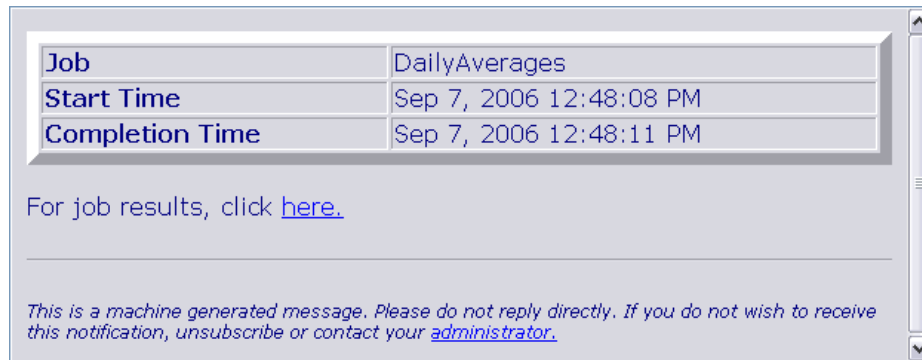 Job DailyAverages
Start Time Sep 7, 2006 12:48:08 PM
Completion Time Sep 7, 2006 12:48:11 PM
For job results, click here.
This is a machine generated message. Please do not reply directly. If you do not wish to receive
this notification, unsubscribe or contact your administrator.